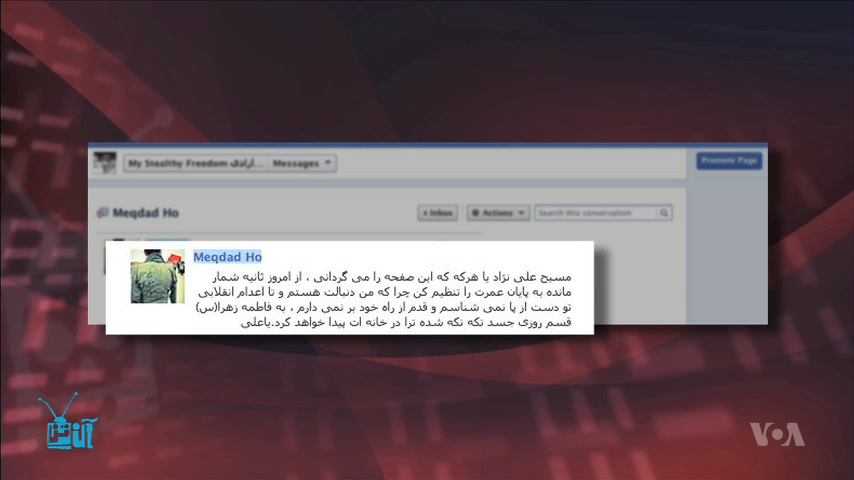 My Stealthy Freedom آزادی...
Messages
Promote Page
Meqdad Ho
Inbox
Actions
Search this conversation
Meqdad Ho
مسیح علی نژاد یا هرکه که این صفحه را می گردانی ، از امروز ثانیه شمار
مانده به پایان عمرت را تنظیم کن چرا که من دنبالت هستم و تا اعدام انقلابی
تو دست از پا نمی شناسم و قدم از راه خود بر نمی دارم ، به فاطمه زهرا(س)
قسم روزی جسد تکه تکه شده ترا در خانه ات پیدا خواهد کرد.یاعلی
آنتن
VOA